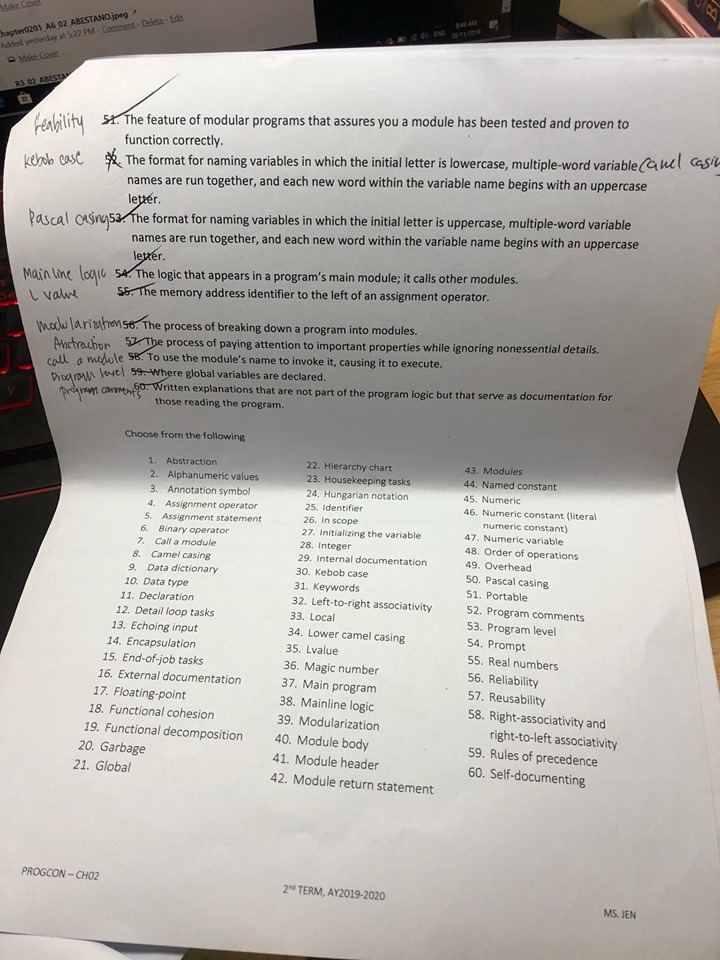 Make Cover
hapter0201_A6_02_ABESTANO.jpeg
Added yesterday at 5:22 PM - Comment - Delete - Edit
Make Cover
R3_02_ABESTA
ENG 8:49 AM
18/11/2019
feability 51. The feature of modular programs that assures you a module has been tested and proven to
function correctly.
Kebob case 52. The format for naming variables in which the initial letter is lowercase, multiple-word variable Camel casing
names are run together, and each new word within the variable name begins with an uppercase
letter.
Pascal casing 53. The format for naming variables in which the initial letter is uppercase, multiple-word variable
names are run together, and each new word within the variable name begins with an uppercase
letter.
Mainline logic 54. The logic that appears in a program's main module; it calls other modules.
L value 55. The memory address identifier to the left of an assignment operator.
Modularization 56. The process of breaking down a program into modules.
Abstraction 57. The process of paying attention to important properties while ignoring nonessential details.
call a module 58. To use the module's name to invoke it, causing it to execute.
Program level 59. Where global variables are declared.
Program comments 60. Written explanations that are not part of the program logic but that serve as documentation for
those reading the program.
Choose from the following
1. Abstraction
2. Alphanumeric values
3. Annotation symbol
4. Assignment operator
5. Assignment statement
6. Binary operator
7. Call a module
8. Camel casing
9. Data dictionary
10. Data type
11. Declaration
12. Detail loop tasks
13. Echoing input
14. Encapsulation
15. End-of-job tasks
16. External documentation
17. Floating-point
18. Functional cohesion
19. Functional decomposition
20. Garbage
21. Global
22. Hierarchy chart
23. Housekeeping tasks
24. Hungarian notation
25. Identifier
26. In scope
27. Initializing the variable
28. Integer
29. Internal documentation
30. Kebob case
31. Keywords
32. Left-to-right associativity
33. Local
34. Lower camel casing
35. Lvalue
36. Magic number
37. Main program
38. Mainline logic
39. Modularization
40. Module body
41. Module header
42. Module return statement
43. Modules
44. Named constant
45. Numeric
46. Numeric constant (literal
numeric constant)
47. Numeric variable
48. Order of operations
49. Overhead
50. Pascal casing
51. Portable
52. Program comments
53. Program level
54. Prompt
55. Real numbers
56. Reliability
57. Reusability
58. Right-associativity and
right-to-left associativity
59. Rules of precedence
60. Self-documenting
PROGCON – CH02
2nd TERM, AY2019-2020
MS. JEN